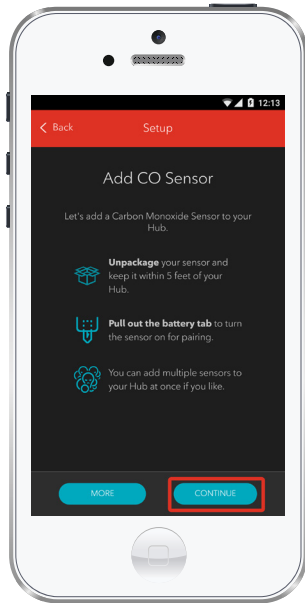 12:13
Back Setup
Add CO Sensor
Let's add a Carbon Monoxide Sensor to your
Hub.
Unpackage your sensor and
keep it within 5 feet of your
Hub.
Pull out the battery tab to turn
the sensor on for pairing.
You can add multiple sensors to
your Hub at once if you like.
MORE CONTINUE